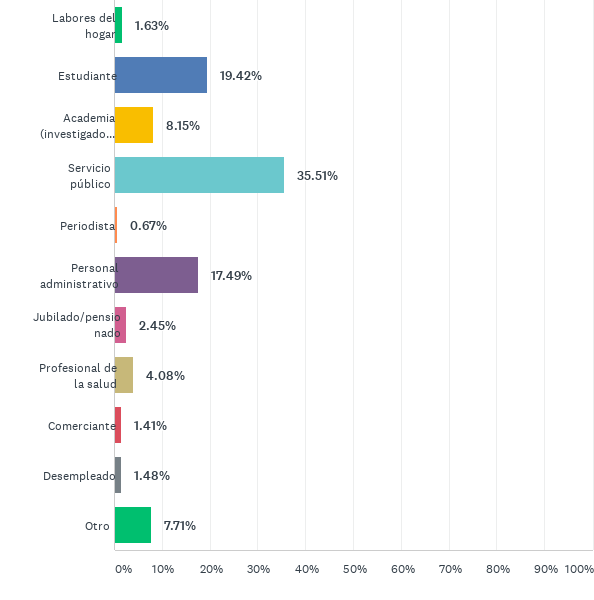 Labores del
hogar
1.63%
Estudiante
19.42%
Academia
(investigado...
8.15%
Servicio
público
35.51%
Periodista
0.67%
Personal
administrativo
17.49%
Jubilado/pensio
nado
2.45%
Profesional de
la salud
4.08%
Comerciante
1.41%
Desempleado
1.48%
Otro
7.71%
0% 10% 20% 30% 40% 50% 60% 70% 80% 90% 100%